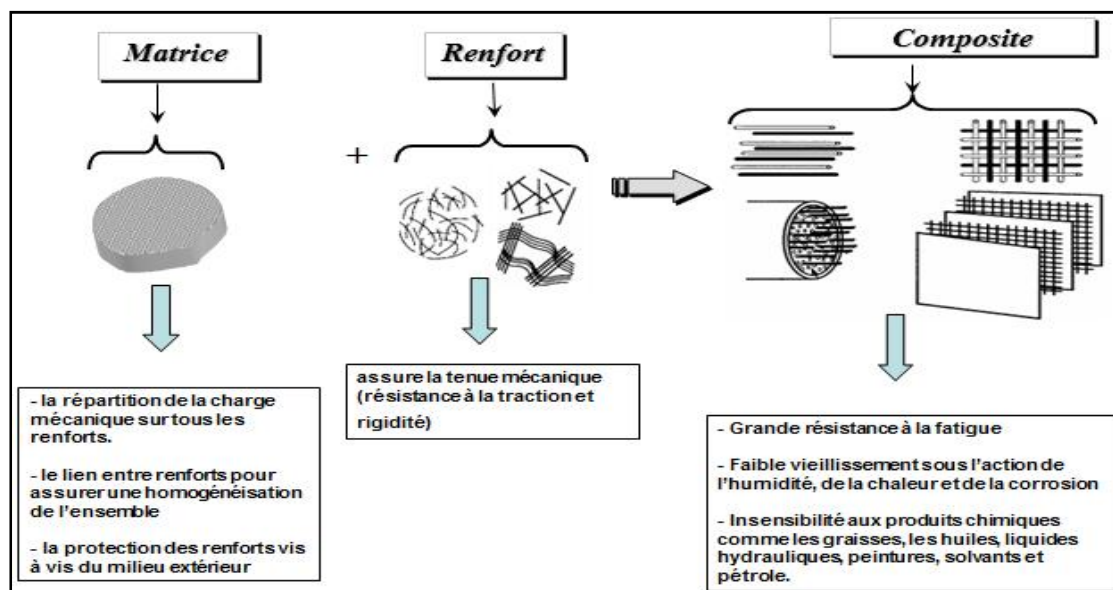 Matrice
Renfort
Composite
+
- la répartition de la charge
mécanique sur tous les
renforts.
- le lien entre renforts pour
assurer une homogénéisation
de l'ensemble
- la protection des renforts vis
à vis du milieu extérieur
assure la tenue mécanique
(résistance à la traction et
rigidité)
- Grande résistance à la fatigue
- Faible vieillissement sous l'action de
l'humidité, de la chaleur et de la corrosion
- Insensibilité aux produits chimiques
comme les graisses, les huiles, liquides
hydrauliques, peintures, solvants et
pétrole.